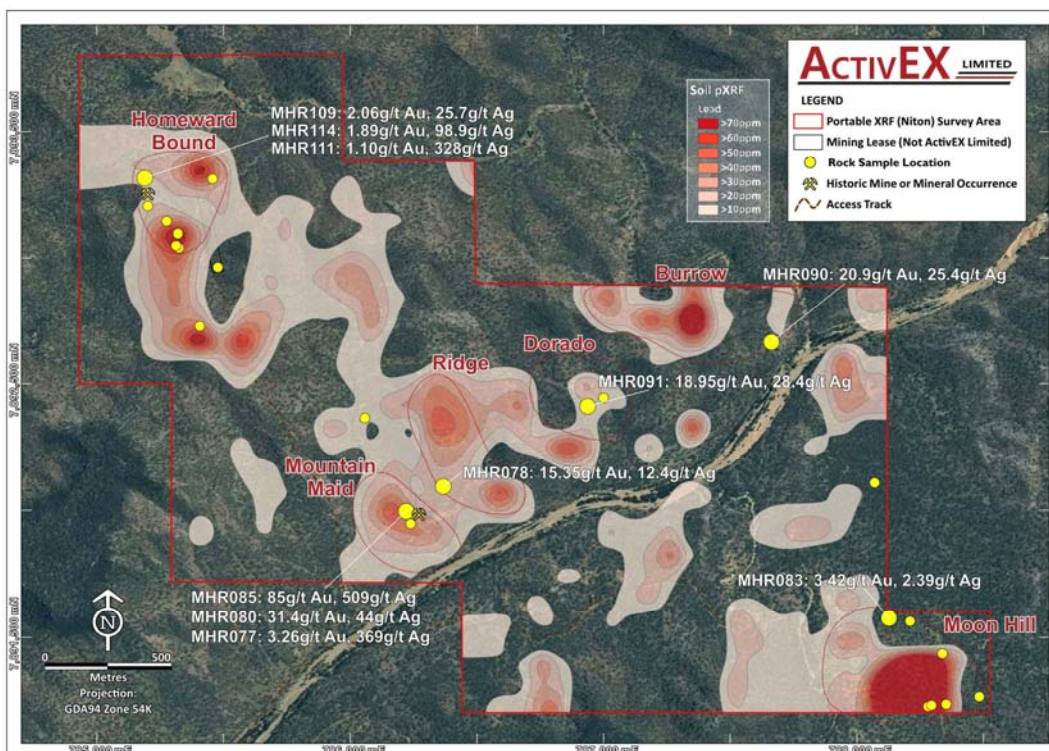 ACTIVEX LIMITED
LEGEND
Portable XRF (Niton) Survey Area
Mining Lease (Not ActivEX Limited)
Rock Sample Location
Historic Mine or Mineral Occurrence
Access Track
Soil pXRF
Lead
>70ppm
>60ppm
>50ppm
>40ppm
>30ppm
>20ppm
>10ppm
Homeward
Bound
MHR109: 2.06g/t Au, 25.7g/t Ag
MHR114: 1.89g/t Au, 98.9g/t Ag
MHR111: 1.10g/t Au, 328g/t Ag
Burrow
MHR090: 20.9g/t Au, 25.4g/t Ag
Dorado
Ridge
MHR091: 18.95g/t Au, 28.4g/t Ag
Mountain
Maid
MHR078: 15.35g/t Au, 12.4g/t Ag
MHR083: 3.42g/t Au, 2.39g/t Ag
MHR085: 85g/t Au, 509g/t Ag
MHR080: 31.4g/t Au, 44g/t Ag
MHR077: 3.26g/t Au, 369g/t Ag
Moon Hill
N
0 500
Metres
Projection:
GDA94 Zone 54K